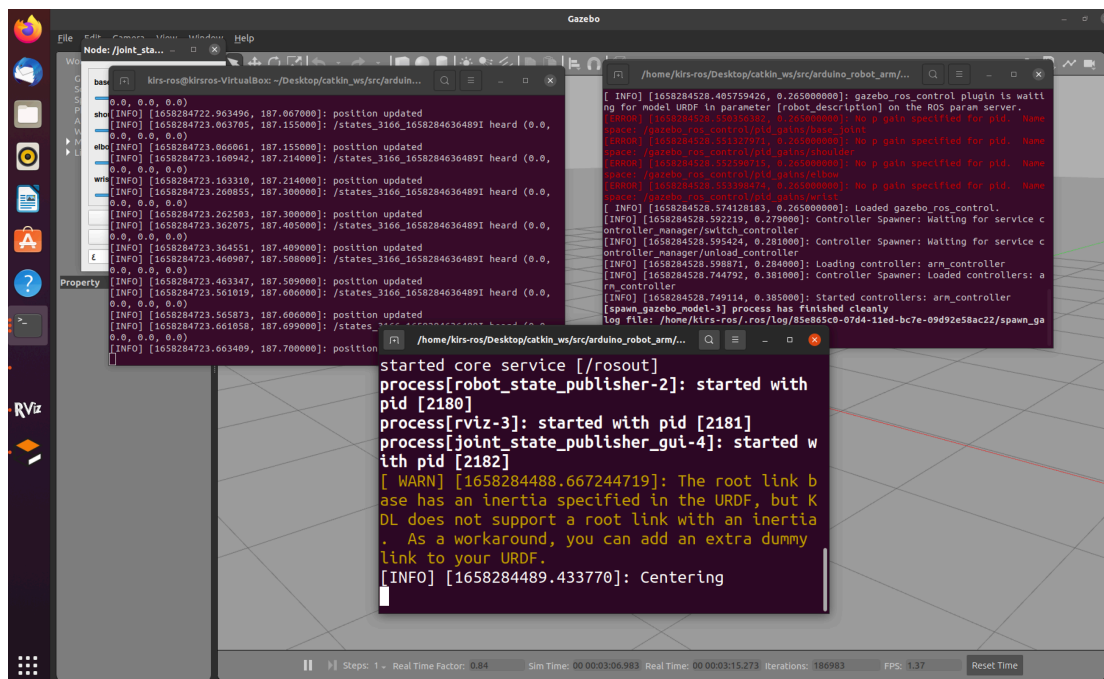 Gazebo
File Edit Camera View Window Help
Node: /joint_sta...
kirs-ros@kirsros-VirtualBox: ~/Desktop/catkin_ws/src/arduin...
0.0, 0.0, 0.0)
[INFO] [1658284722.963496, 187.067000]: position updated
[INFO] [1658284723.063705, 187.155000]: /states_3166_1658284636489I heard (0.0,
0.0, 0.0, 0.0)
[INFO] [1658284723.066061, 187.155000]: position updated
[INFO] [1658284723.160942, 187.214000]: /states_3166_1658284636489I heard (0.0,
0.0, 0.0, 0.0)
[INFO] [1658284723.163310, 187.214000]: position updated
[INFO] [1658284723.260855, 187.300000]: /states_3166_1658284636489I heard (0.0,
0.0, 0.0, 0.0)
[INFO] [1658284723.262503, 187.300000]: position updated
[INFO] [1658284723.362075, 187.405000]: /states_3166_1658284636489I heard (0.0,
0.0, 0.0, 0.0)
[INFO] [1658284723.364551, 187.409000]: position updated
[INFO] [1658284723.460907, 187.508000]: /states_3166_1658284636489I heard (0.0,
0.0, 0.0, 0.0)
[INFO] [1658284723.463347, 187.509000]: position updated
[INFO] [1658284723.561019, 187.606000]: /states_3166_1658284636489I heard (0.0,
0.0, 0.0, 0.0)
[INFO] [1658284723.565873, 187.606000]: position updated
[INFO] [1658284723.661058, 187.699000]: /states_3166_1658284636489I heard (0.0,
0.0, 0.0, 0.0)
[INFO] [1658284723.663409, 187.700000]: position
/home/kirs-ros/Desktop/catkin_ws/src/arduino_robot_arm/...
[ INFO] [1658284528.405759426, 0.265000000]: gazebo_ros_control plugin is waiti
ng for model URDF in parameter [robot_description] on the ROS param server.
[ERROR] [1658284528.550356382, 0.265000000]: No p gain specified for pid.  Name
space: /gazebo_ros_control/pid_gains/base_joint
[ERROR] [1658284528.551327971, 0.265000000]: No p gain specified for pid.  Name
space: /gazebo_ros_control/pid_gains/shoulder
[ERROR] [1658284528.552590715, 0.265000000]: No p gain specified for pid.  Name
space: /gazebo_ros_control/pid_gains/elbow
[ERROR] [1658284528.553390474, 0.265000000]: No p gain specified for pid.  Name
space: /gazebo_ros_control/pid_gains/wrist
[ INFO] [1658284528.574128183, 0.265000000]: Loaded gazebo_ros_control.
[INFO] [1658284528.592219, 0.279000]: Controller Spawner: Waiting for service c
ontroller_manager/switch_controller
[INFO] [1658284528.595424, 0.281000]: Controller Spawner: Waiting for service c
ontroller_manager/unload_controller
[INFO] [1658284528.598871, 0.284000]: Loading controller: arm_controller
[INFO] [1658284528.744792, 0.381000]: Controller Spawner: Loaded controllers: a
rm_controller
[INFO] [1658284528.749114, 0.385000]: Started controllers: arm_controller
[spawn_gazebo_model-3] process has finished cleanly
log file: /home/kirs-ros/.ros/log/85e865c0-07d4-11ed-bc7e-09d92e58ac22/spawn_ga
Property
RViz
/home/kirs-ros/Desktop/catkin_ws/src/arduino_robot_arm/...
started core service [/rosout]
process[robot_state_publisher-2]: started with
pid [2180]
process[rviz-3]: started with pid [2181]
process[joint_state_publisher_gui-4]: started w
ith pid [2182]
[ WARN] [1658284488.667244719]: The root link b
ase has an inertia specified in the URDF, but K
DL does not support a root link with an inertia
.  As a workaround, you can add an extra dummy
link to your URDF.
[INFO] [1658284489.433770]: Centering
Steps: 1 Real Time Factor: 0.84 Sim Time: 00 00:03:06.983 Real Time: 00 00:03:15.273 Iterations: 186983 FPS: 1.37 Reset Time